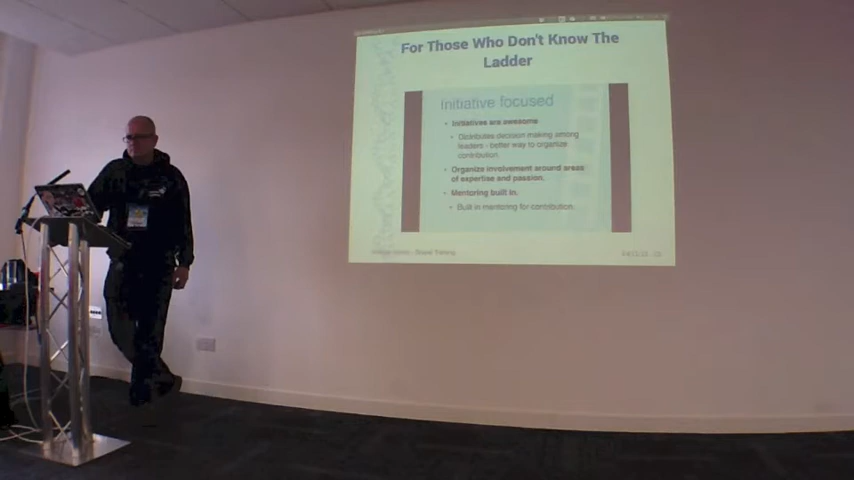 For Those Who Don't Know The
Ladder
Initiative focused
• Initiatives are awesome
• Distributes decision making among
leaders - better way to organize
contribution.
• Organize involvement around areas
of expertise and passion.
• Mentoring built in.
• Built in mentoring for contribution.